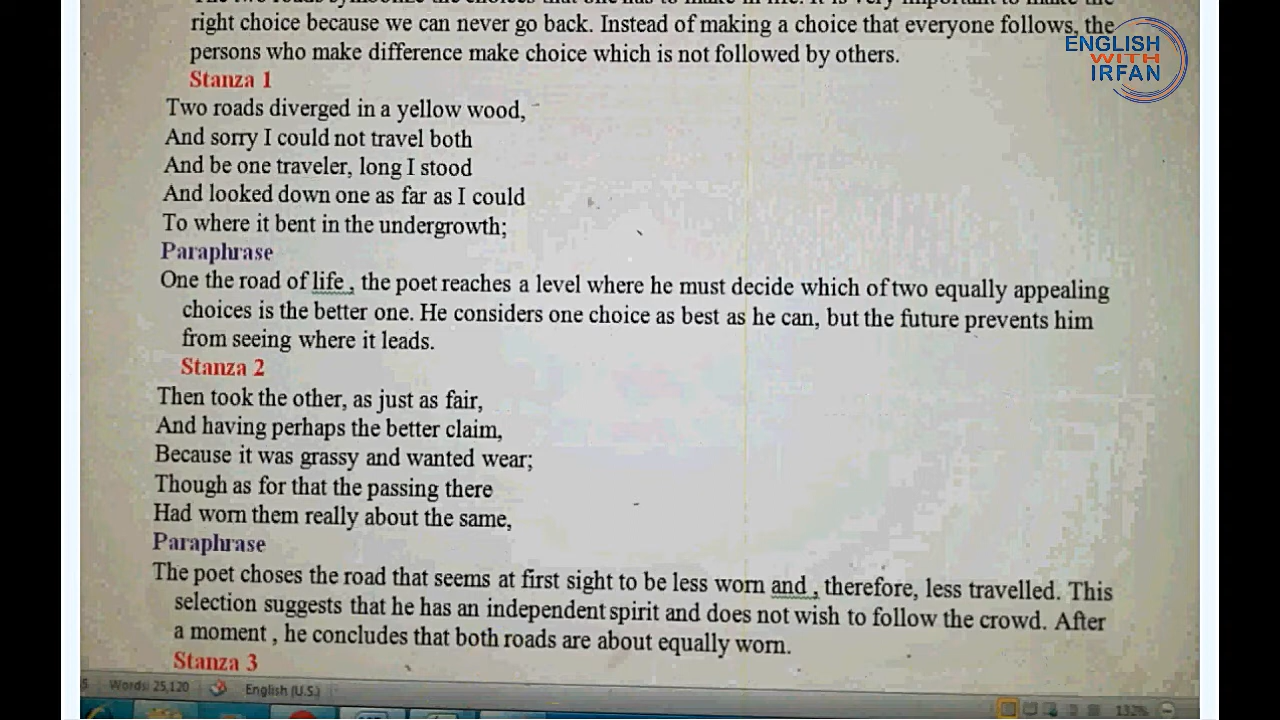 right choice because we can never go back. Instead of making a choice that everyone follows, the
persons who make difference make choice which is not followed by others.
ENGLISH
WITH
IRFAN
Stanza 1
Two roads diverged in a yellow wood,
And sorry I could not travel both
And be one traveler, long I stood
And looked down one as far as I could
To where it bent in the undergrowth;
Paraphrase
One the road of life , the poet reaches a level where he must decide which of two equally appealing
choices is the better one. He considers one choice as best as he can, but the future prevents him
from seeing where it leads.
Stanza 2
Then took the other, as just as fair,
And having perhaps the better claim,
Because it was grassy and wanted wear;
Though as for that the passing there
Had worn them really about the same,
Paraphrase
The poet choses the road that seems at first sight to be less worn and , therefore, less travelled. This
selection suggests that he has an independent spirit and does not wish to follow the crowd. After
a moment , he concludes that both roads are about equally worn.
Stanza 3
Words: 25,120 English (U.S.) 132%